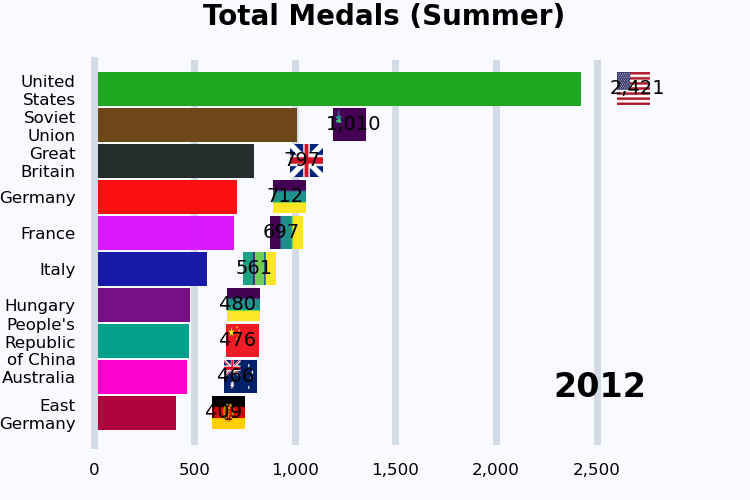 Total Medals (Summer)
United
States
2,421
Soviet
Union
1,010
Great
Britain
797
Germany
712
France
697
Italy
561
Hungary
480
People's
Republic
of China
476
Australia
466
East
Germany
409
2012
0
500
1,000
1,500
2,000
2,500